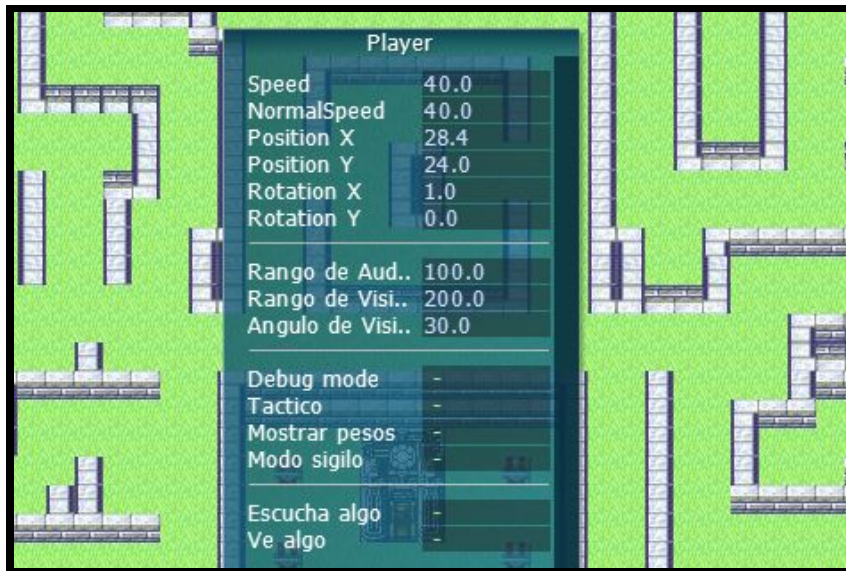 Player
Speed 40.0
NormalSpeed 40.0
Position X 28.4
Position Y 24.0
Rotation X 1.0
Rotation Y 0.0
Rango de Aud.. 100.0
Rango de Visi.. 200.0
Angulo de Visi.. 30.0
Debug mode -
Tactico -
Mostrar pesos -
Modo sigilo -
Escucha algo -
Ve algo -